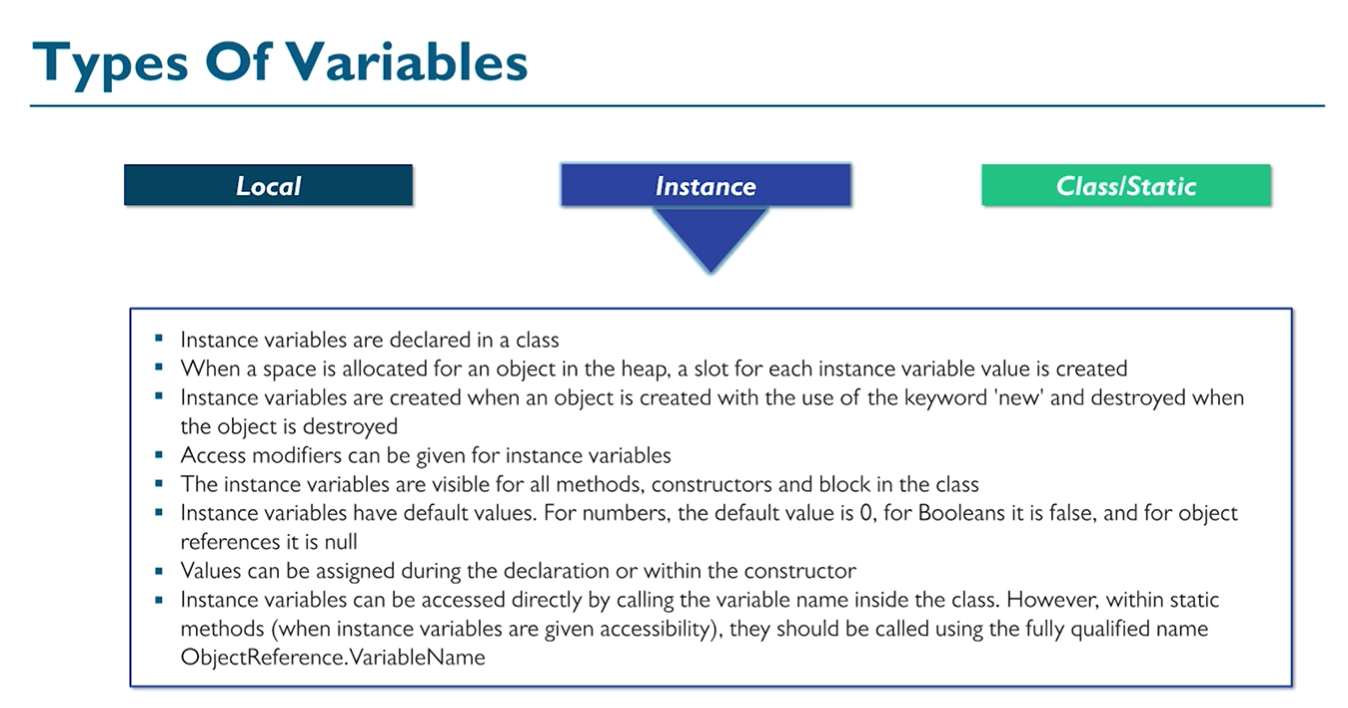 Types Of Variables
Local
Instance
Class/Static
▪ Instance variables are declared in a class
▪ When a space is allocated for an object in the heap, a slot for each instance variable value is created
▪ Instance variables are created when an object is created with the use of the keyword 'new' and destroyed when
the object is destroyed
▪ Access modifiers can be given for instance variables
▪ The instance variables are visible for all methods, constructors and block in the class
▪ Instance variables have default values. For numbers, the default value is 0, for Booleans it is false, and for object
references it is null
▪ Values can be assigned during the declaration or within the constructor
▪ Instance variables can be accessed directly by calling the variable name inside the class. However, within static
methods (when instance variables are given accessibility), they should be called using the fully qualified name
ObjectReference.VariableName